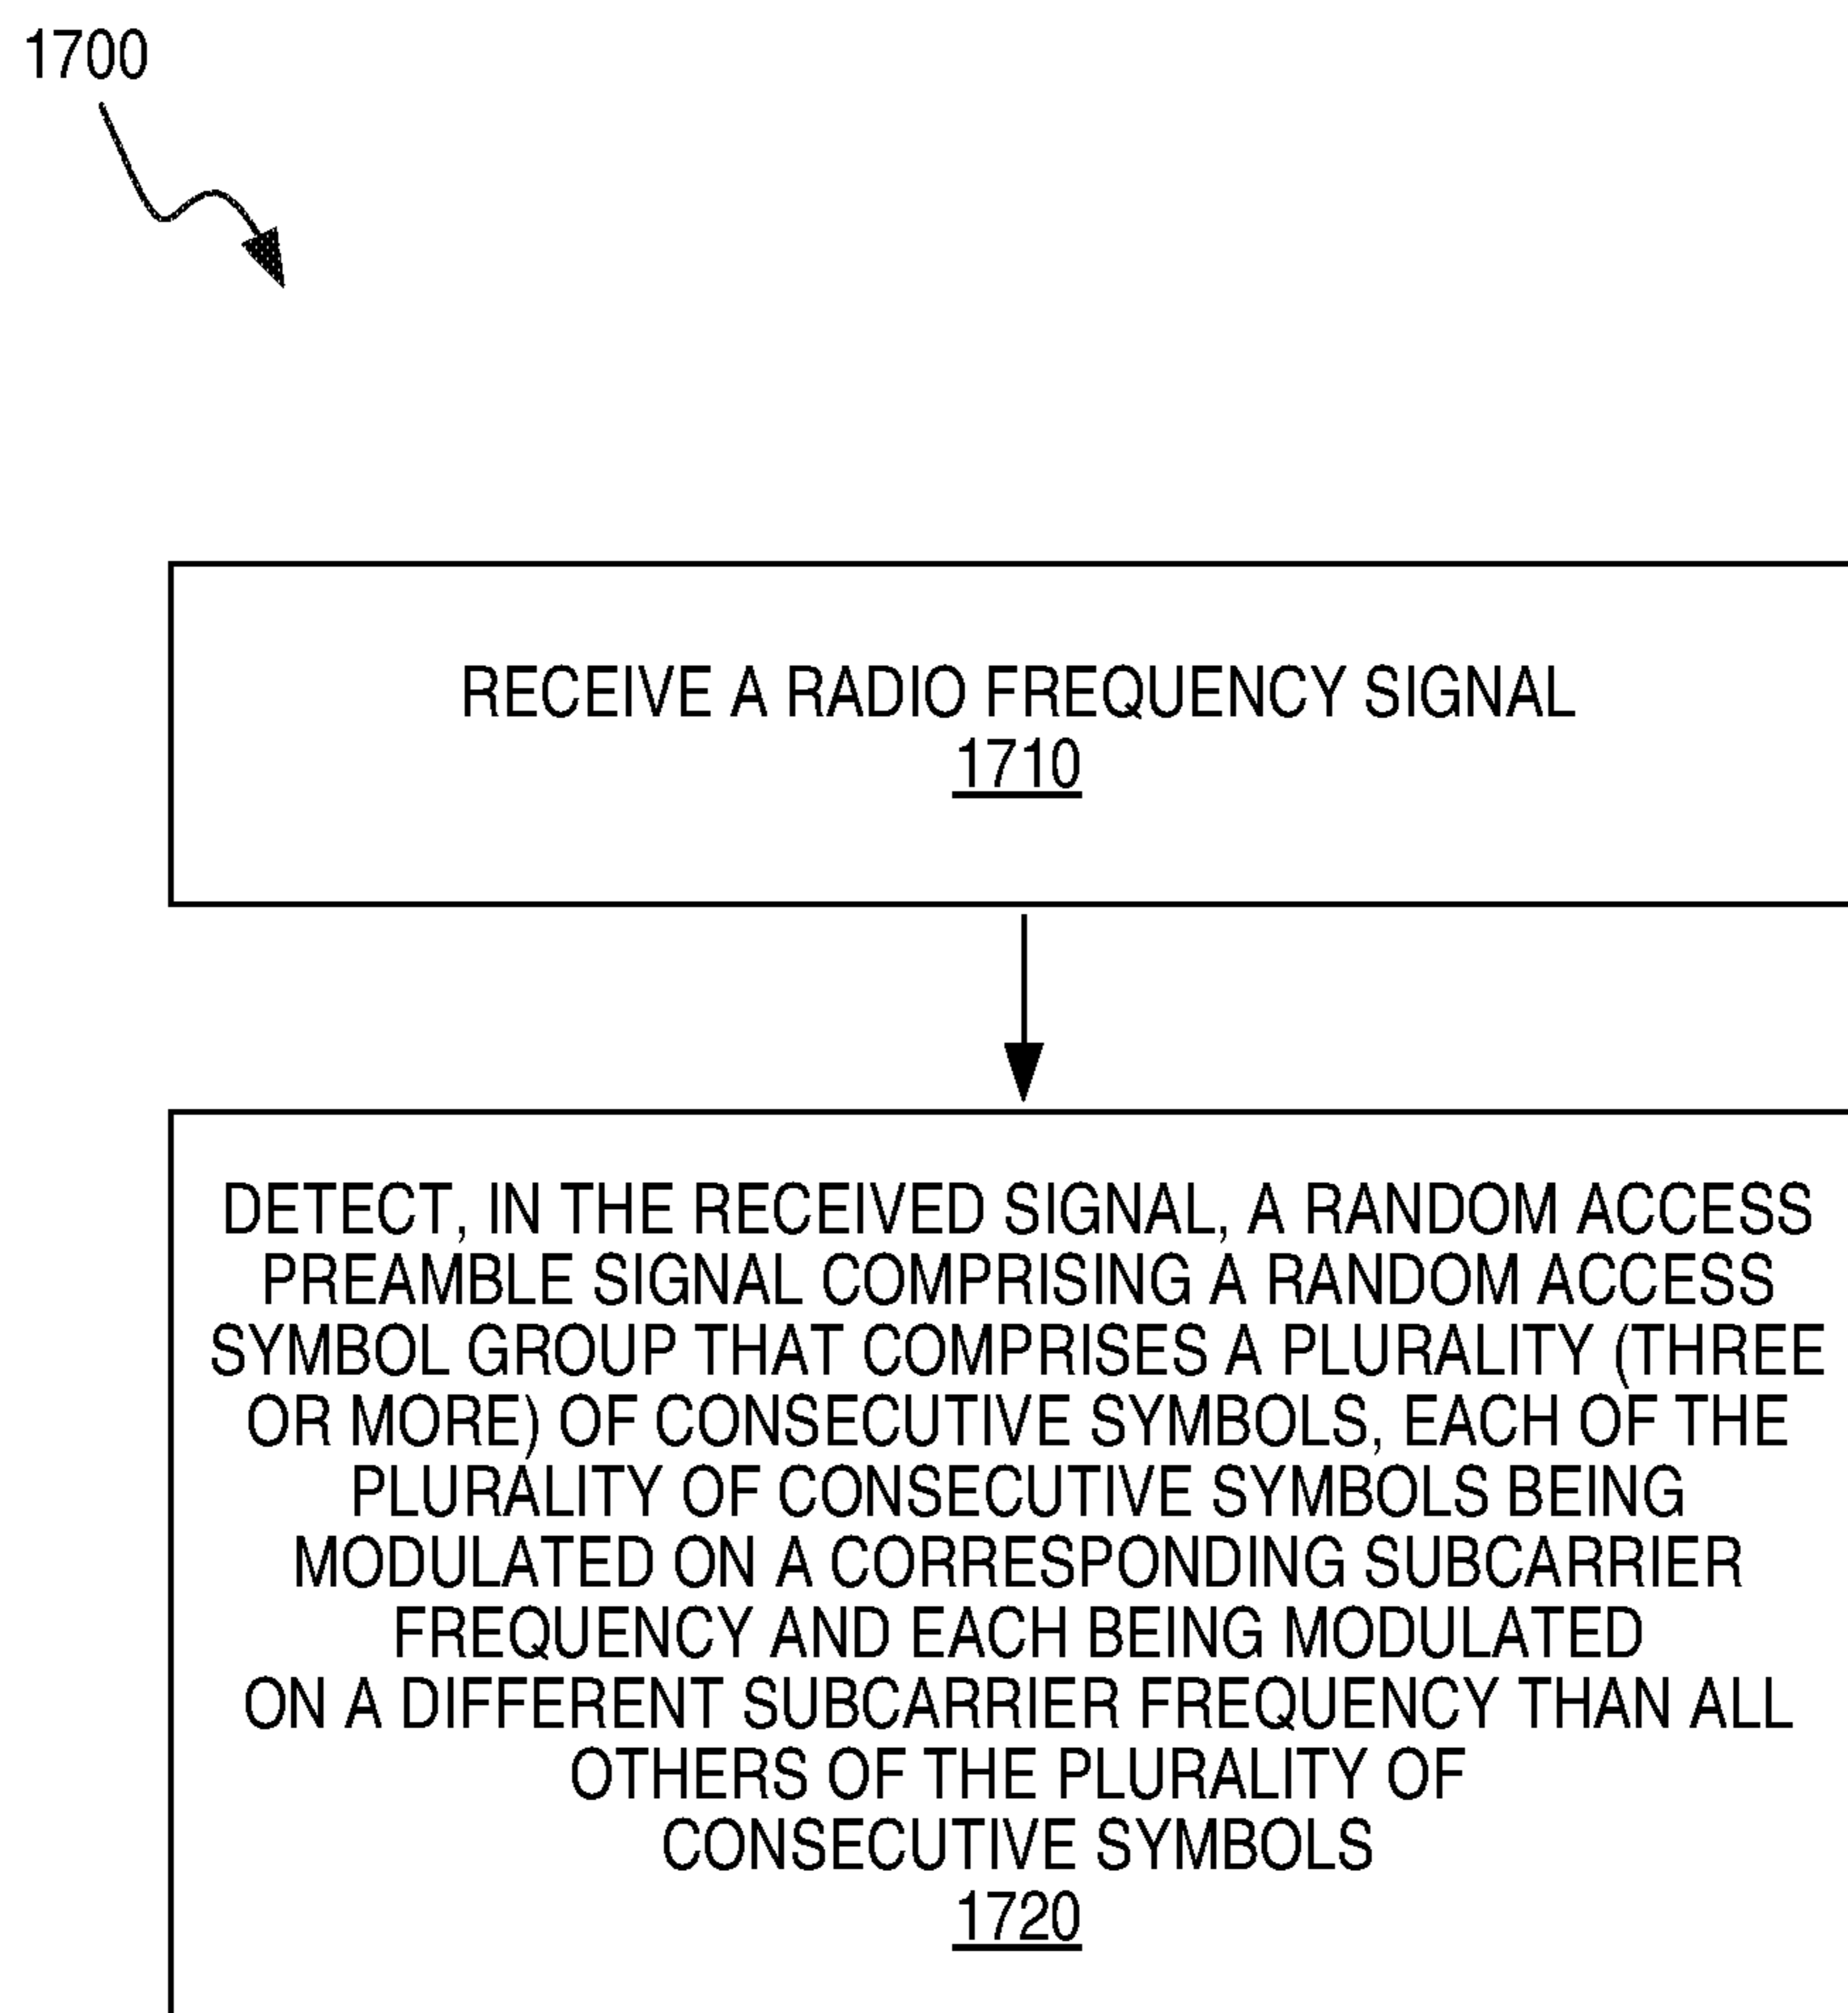 1700
RECEIVE A RADIO FREQUENCY SIGNAL
1710
DETECT, IN THE RECEIVED SIGNAL, A RANDOM ACCESS
PREAMBLE SIGNAL COMPRISING A RANDOM ACCESS
SYMBOL GROUP THAT COMPRISES A PLURALITY (THREE
OR MORE) OF CONSECUTIVE SYMBOLS, EACH OF THE
PLURALITY OF CONSECUTIVE SYMBOLS BEING
MODULATED ON A CORRESPONDING SUBCARRIER
FREQUENCY AND EACH BEING MODULATED
ON A DIFFERENT SUBCARRIER FREQUENCY THAN ALL
OTHERS OF THE PLURALITY OF
CONSECUTIVE SYMBOLS
1720